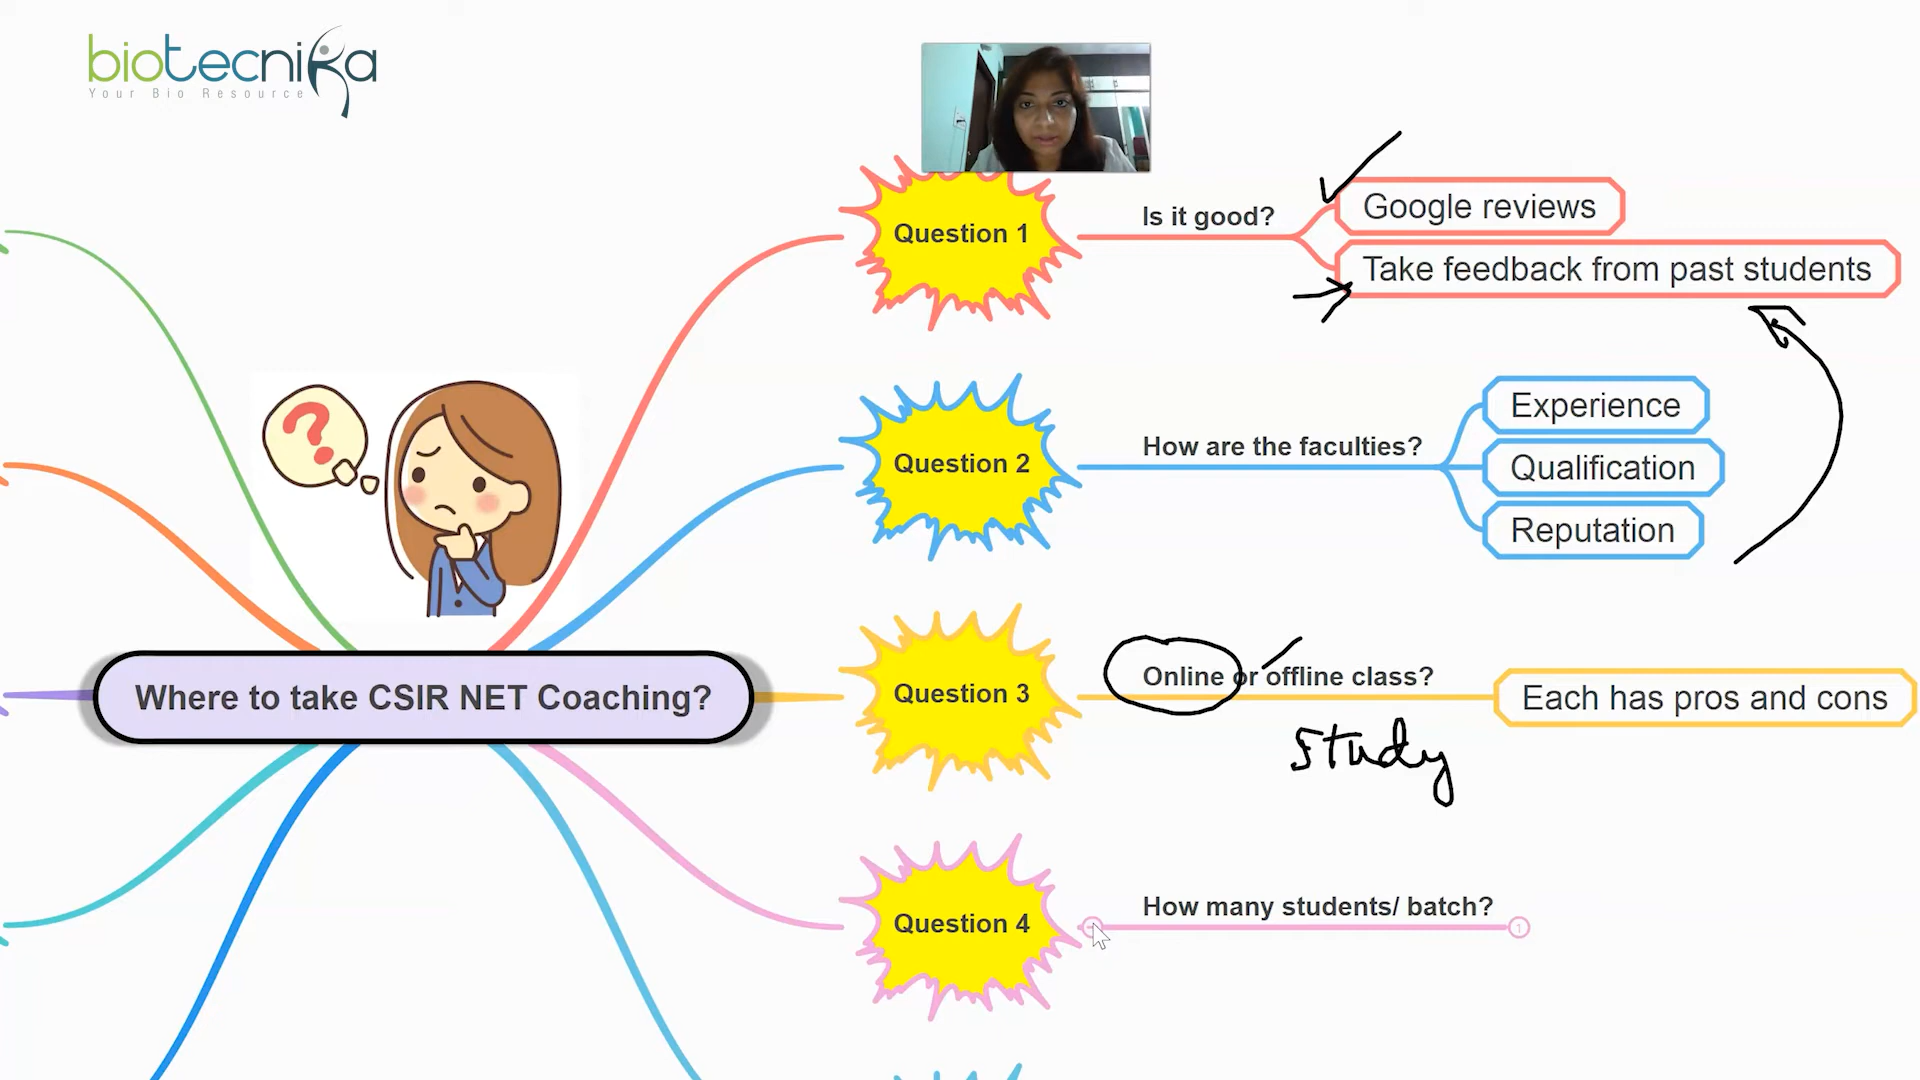 biotecnika
Your Bio Resource
Question 1
Is it good?
Google reviews
Take feedback from past students
?
Question 2
How are the faculties?
Experience
Qualification
Reputation
Where to take CSIR NET Coaching?
Question 3
Online or offline class?
Each has pros and cons
Study
Question 4
How many students/ batch?
1